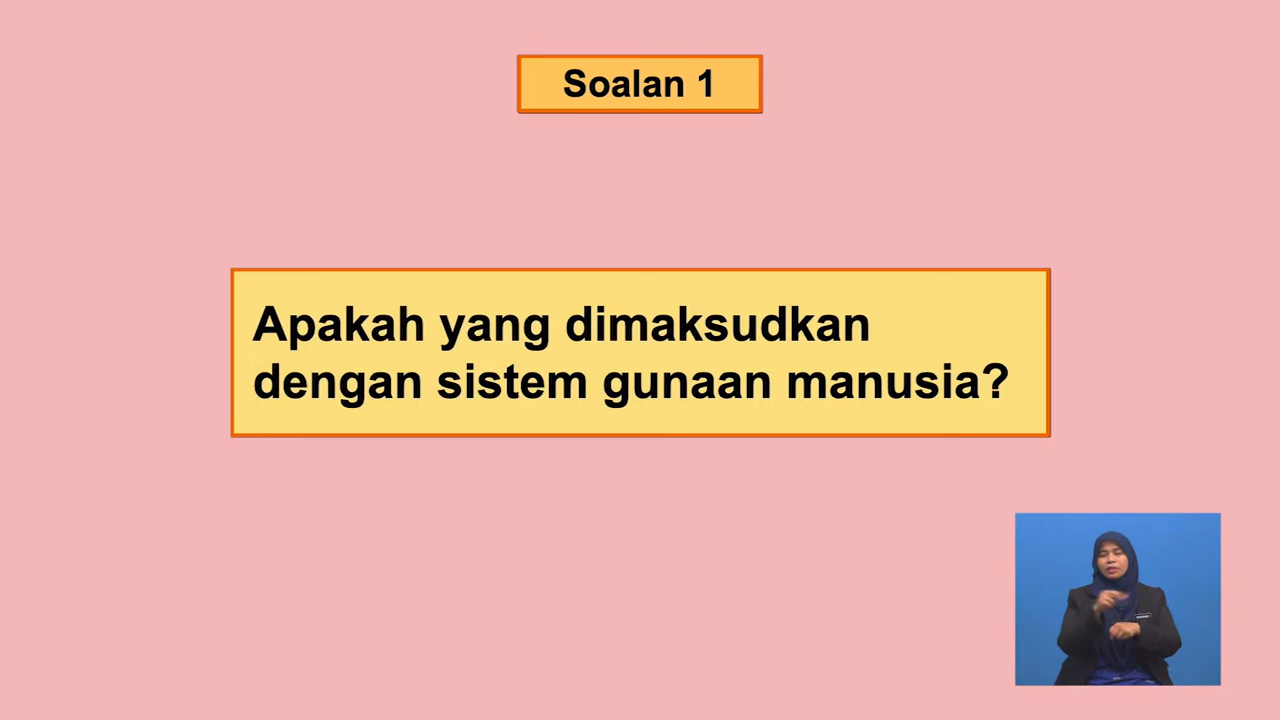 Soalan 1
Apakah yang dimaksudkan
dengan sistem gunaan manusia?